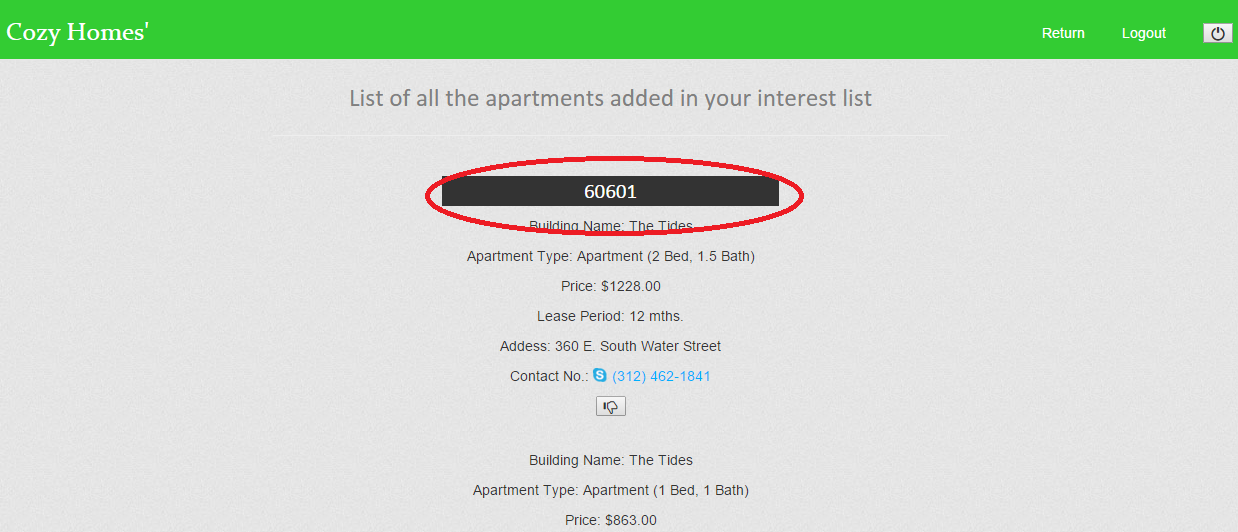 Cozy Homes'
Return
Logout
List of all the apartments added in your interest list
60601
Building Name: The Tides
Apartment Type: Apartment (2 Bed, 1.5 Bath)
Price: $1228.00
Lease Period: 12 mths.
Addess: 360 E. South Water Street
Contact No.: (312) 462-1841
Building Name: The Tides
Apartment Type: Apartment (1 Bed, 1 Bath)
Price: $863.00